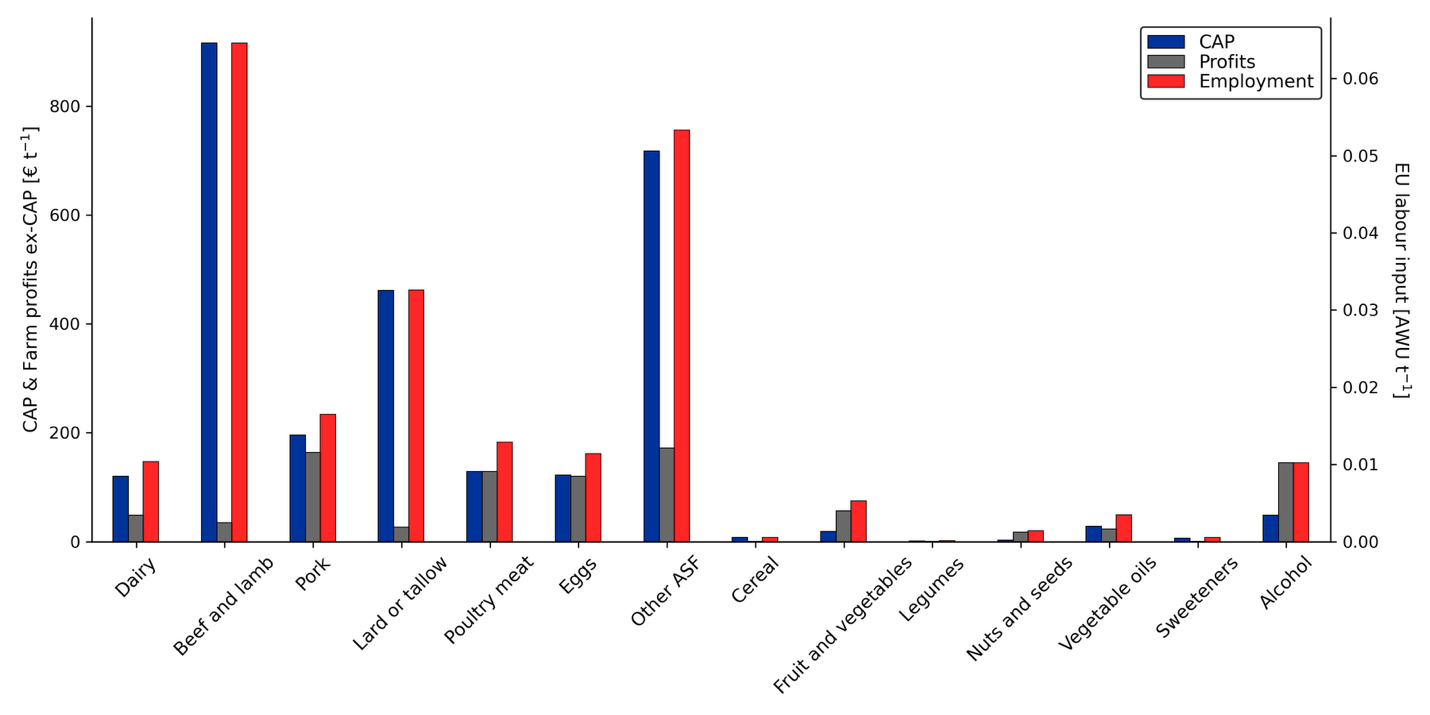 CAP & Farm profits ex-CAP [€ t⁻¹]
800
600
400
200
0
CAP
Profits
Employment
0.06
0.05
0.04
0.03
0.02
0.01
0.00
EU labour input [AWU t⁻¹]
Dairy
Beef and lamb
Pork
Lard or tallow
Poultry meat
Eggs
Other ASF
Cereal
Fruit and vegetables
Legumes
Nuts and seeds
Vegetable oils
Sweeteners
Alcohol